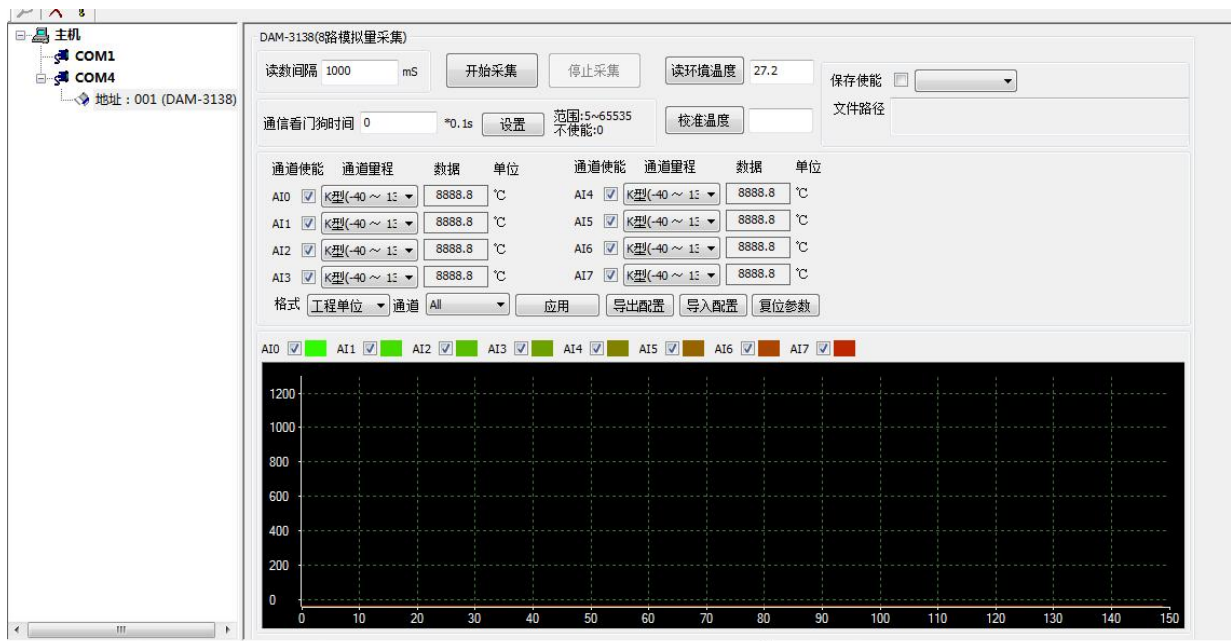 主机
COM1
COM4
地址：001 (DAM-3138)
DAM-3138(8路模拟量采集)
读数间隔 1000 mS 开始采集 停止采集 读环境温度 27.2
保存使能
文件路径
通信看门狗时间 0 *0.1s 设置 范围:5~65535
不使能:0
校准温度
通道使能 通道量程 数据 单位 通道使能 通道量程 数据 单位
AI0 K型(-40 ～ 13 8888.8 ℃ AI4 K型(-40 ～ 13 8888.8 ℃
AI1 K型(-40 ～ 13 8888.8 ℃ AI5 K型(-40 ～ 13 8888.8 ℃
AI2 K型(-40 ～ 13 8888.8 ℃ AI6 K型(-40 ～ 13 8888.8 ℃
AI3 K型(-40 ～ 13 8888.8 ℃ AI7 K型(-40 ～ 13 8888.8 ℃
格式 工程单位 通道 All 应用 导出配置 导入配置 复位参数
AI0 AI1 AI2 AI3 AI4 AI5 AI6 AI7
1200
1000
800
600
400
200
0
0 10 20 30 40 50 60 70 80 90 100 110 120 130 140 150